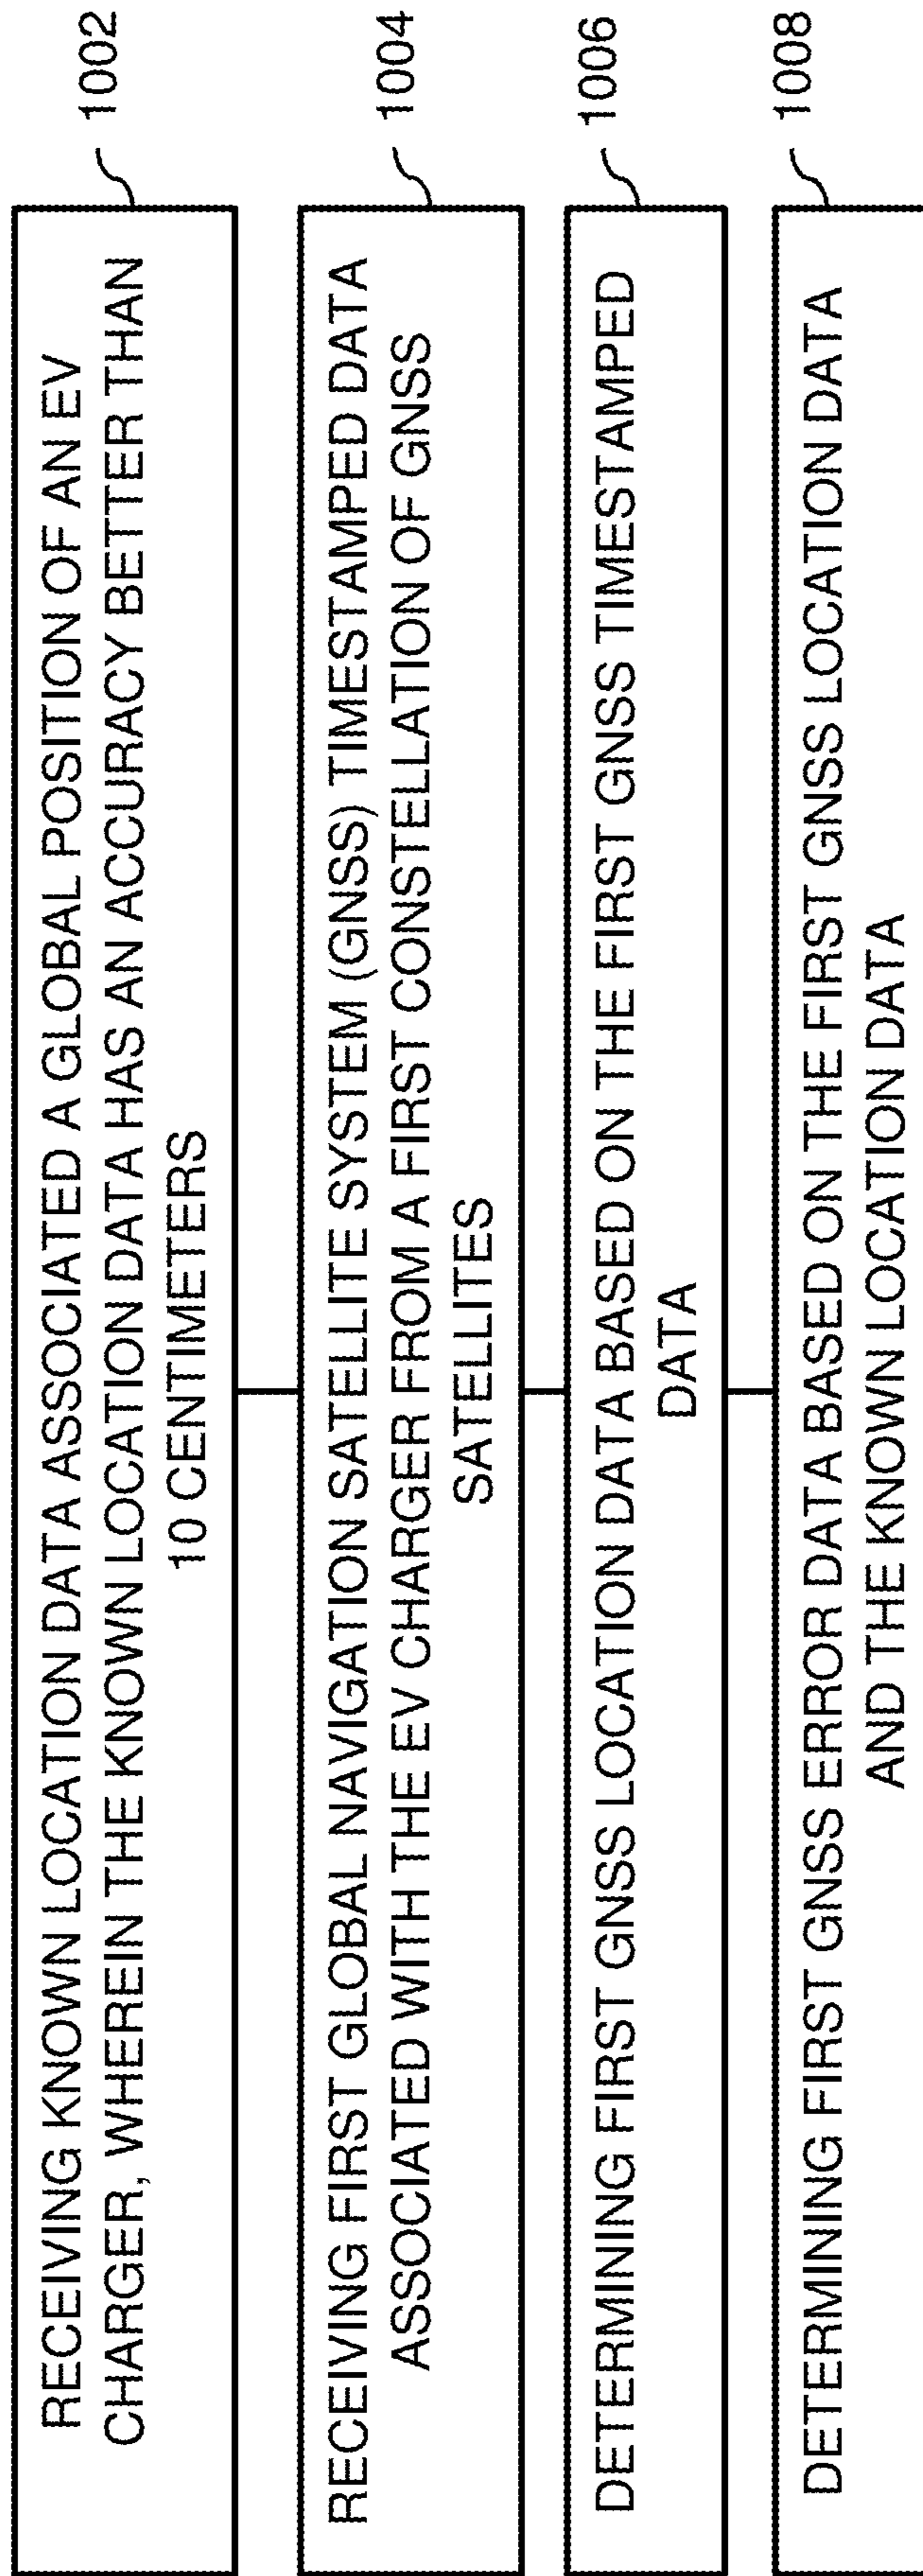 RECEIVING KNOWN LOCATION DATA ASSOCIATED A GLOBAL POSITION OF AN EV
CHARGER, WHEREIN THE KNOWN LOCATION DATA HAS AN ACCURACY BETTER THAN
10 CENTIMETERS
1002
RECEIVING FIRST GLOBAL NAVIGATION SATELLITE SYSTEM (GNSS) TIMESTAMPED DATA
ASSOCIATED WITH THE EV CHARGER FROM A FIRST CONSTELLATION OF GNSS
SATELLITES
1004
DETERMINING FIRST GNSS LOCATION DATA BASED ON THE FIRST GNSS TIMESTAMPED
DATA
1006
DETERMINING FIRST GNSS ERROR DATA BASED ON THE FIRST GNSS LOCATION DATA
AND THE KNOWN LOCATION DATA
1008